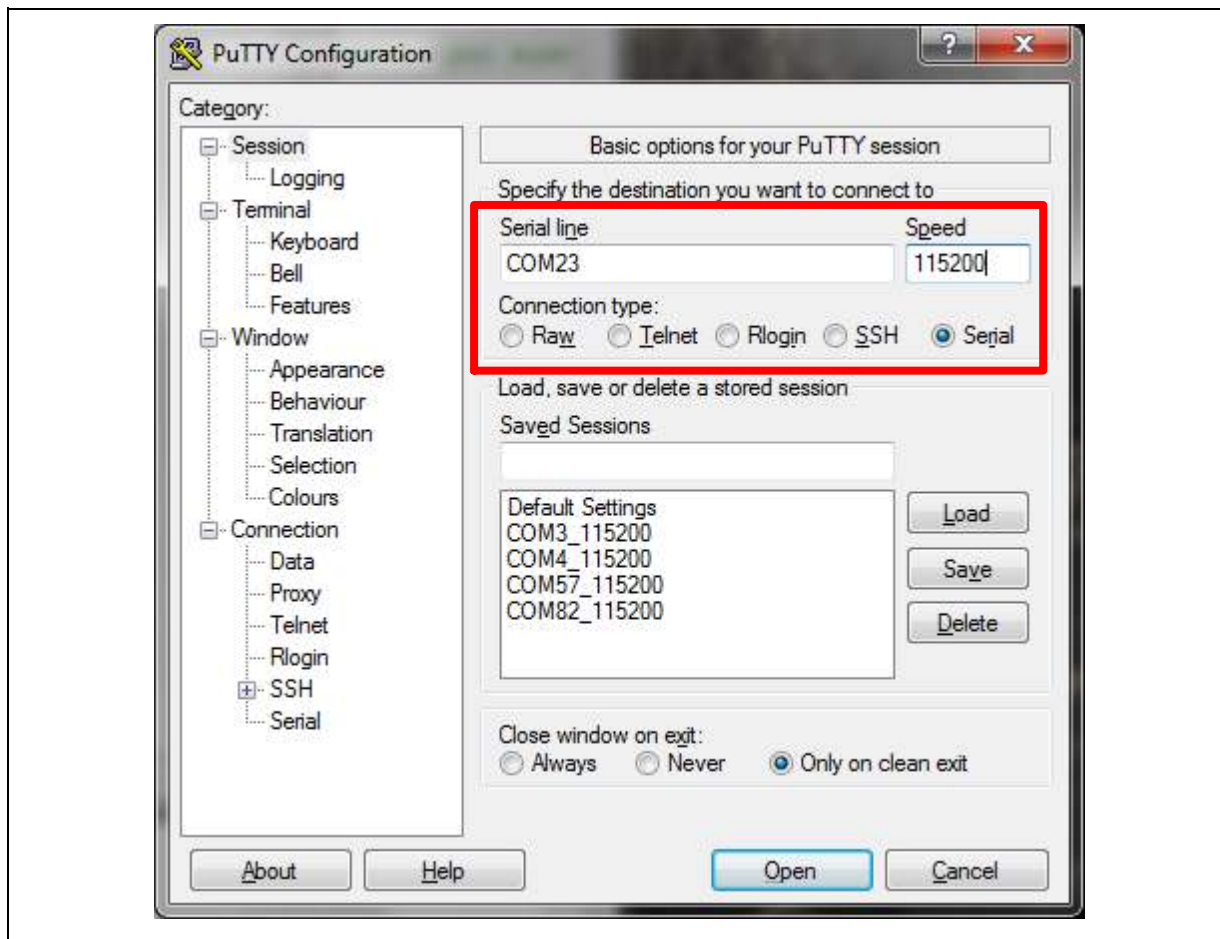 PuTTY Configuration
?
X
Category:
Session
Logging
Terminal
Keyboard
Bell
Features
Window
Appearance
Behaviour
Translation
Selection
Colours
Connection
Data
Proxy
Telnet
Rlogin
SSH
Serial
Basic options for your PuTTY session
Specify the destination you want to connect to
Serial line Speed
COM23 115200
Connection type:
Raw Telnet Rlogin SSH Serial
Load, save or delete a stored session
Saved Sessions
Default Settings
COM3_115200
COM4_115200
COM57_115200
COM82_115200
Load
Save
Delete
Close window on exit:
Always Never Only on clean exit
About Help Open Cancel